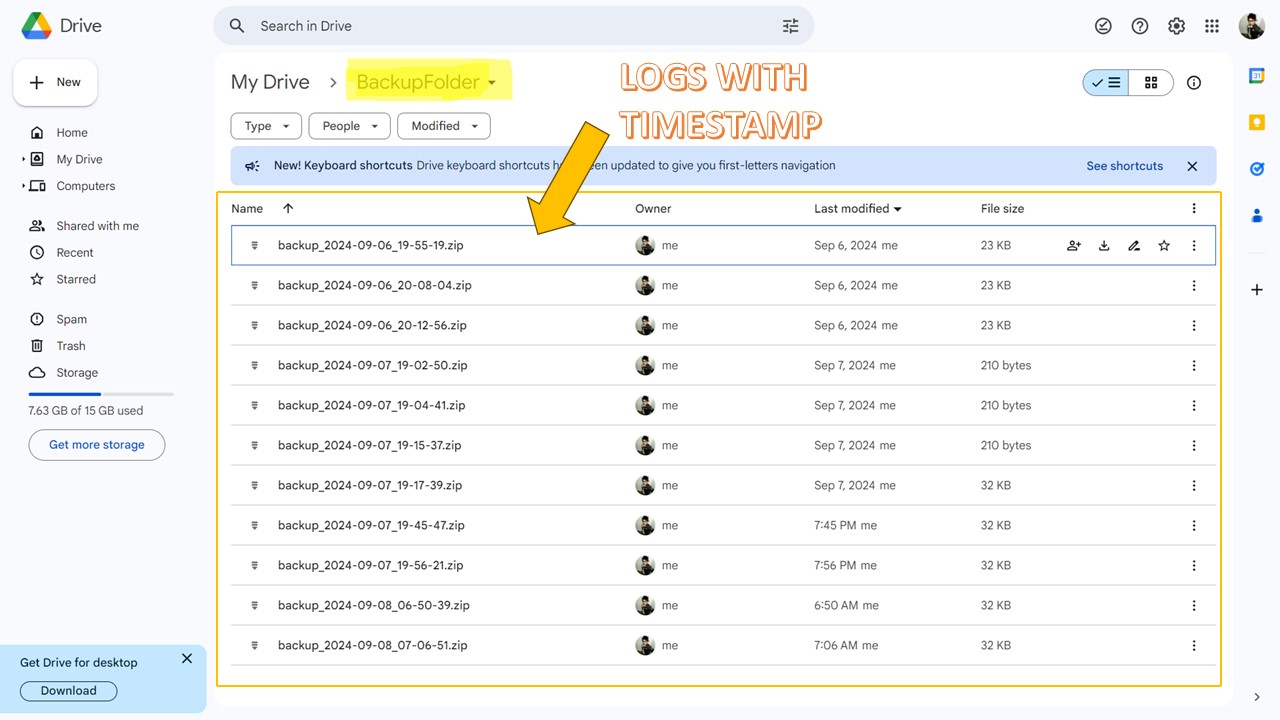 Drive
Search in Drive
New
Home
My Drive
Computers
Shared with me
Recent
Starred
Spam
Trash
Storage
7.63 GB of 15 GB used
Get more storage
Get Drive for desktop
Download
My Drive > BackupFolder
LOGS WITH
TIMESTAMP
Type People Modified
New! Keyboard shortcuts Drive keyboard shortcuts have been updated to give you first-letters navigation See shortcuts
Name Owner Last modified File size
backup_2024-09-06_19-55-19.zip me Sep 6, 2024 me 23 KB
backup_2024-09-06_20-08-04.zip me Sep 6, 2024 me 23 KB
backup_2024-09-06_20-12-56.zip me Sep 6, 2024 me 23 KB
backup_2024-09-07_19-02-50.zip me Sep 7, 2024 me 210 bytes
backup_2024-09-07_19-04-41.zip me Sep 7, 2024 me 210 bytes
backup_2024-09-07_19-15-37.zip me Sep 7, 2024 me 210 bytes
backup_2024-09-07_19-17-39.zip me Sep 7, 2024 me 32 KB
backup_2024-09-07_19-45-47.zip me 7:45 PM me 32 KB
backup_2024-09-07_19-56-21.zip me 7:56 PM me 32 KB
backup_2024-09-08_06-50-39.zip me 6:50 AM me 32 KB
backup_2024-09-08_07-06-51.zip me 7:06 AM me 32 KB
31